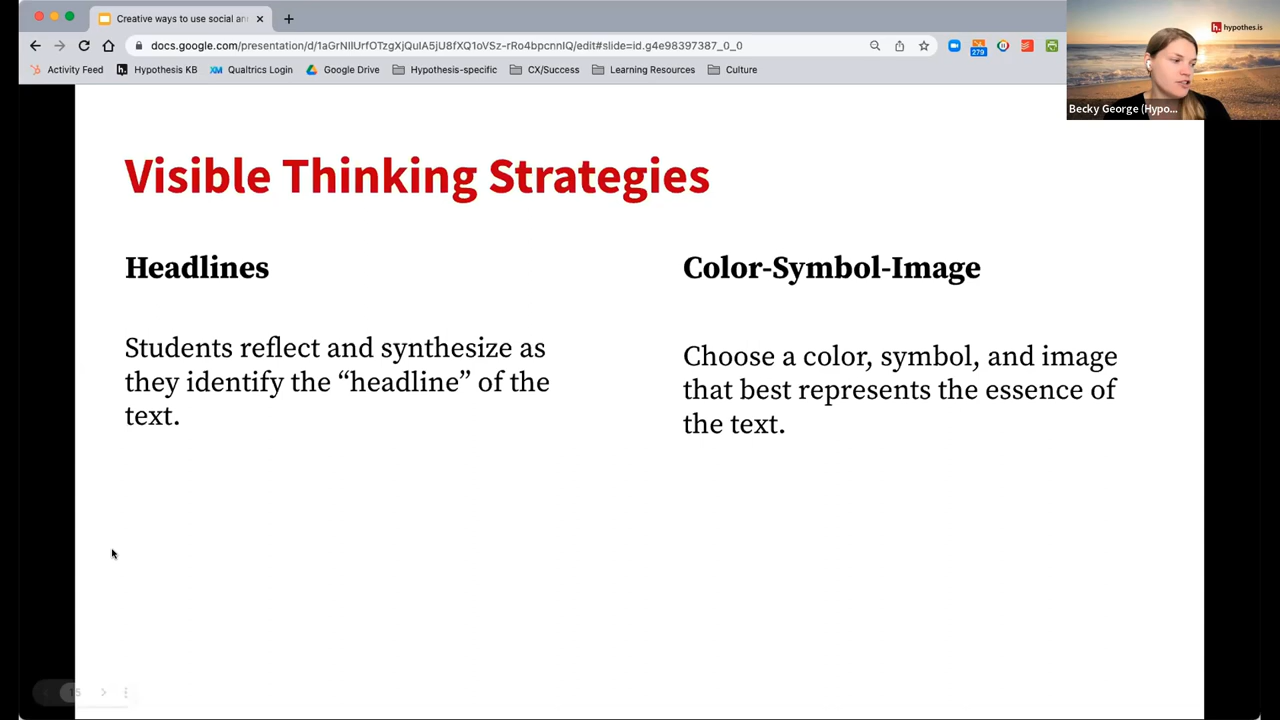 Creative ways to use social an
docs.google.com/presentation/d/1aGrNIlUrfOTzgXjQuIA5jU8fXQ1oVSz-rRo4bpcnnIQ/edit#slide=id.g4e98397387_0_0
279
Activity Feed
Hypothesis KB
XM Qualtrics Login
Google Drive
Hypothesis-specific
CX/Success
Learning Resources
Culture
h. hypothes.is
Becky George (Hypo...
Visible Thinking Strategies
Headlines
Students reflect and synthesize as
they identify the “headline” of the
text.
Color-Symbol-Image
Choose a color, symbol, and image
that best represents the essence of
the text.
15